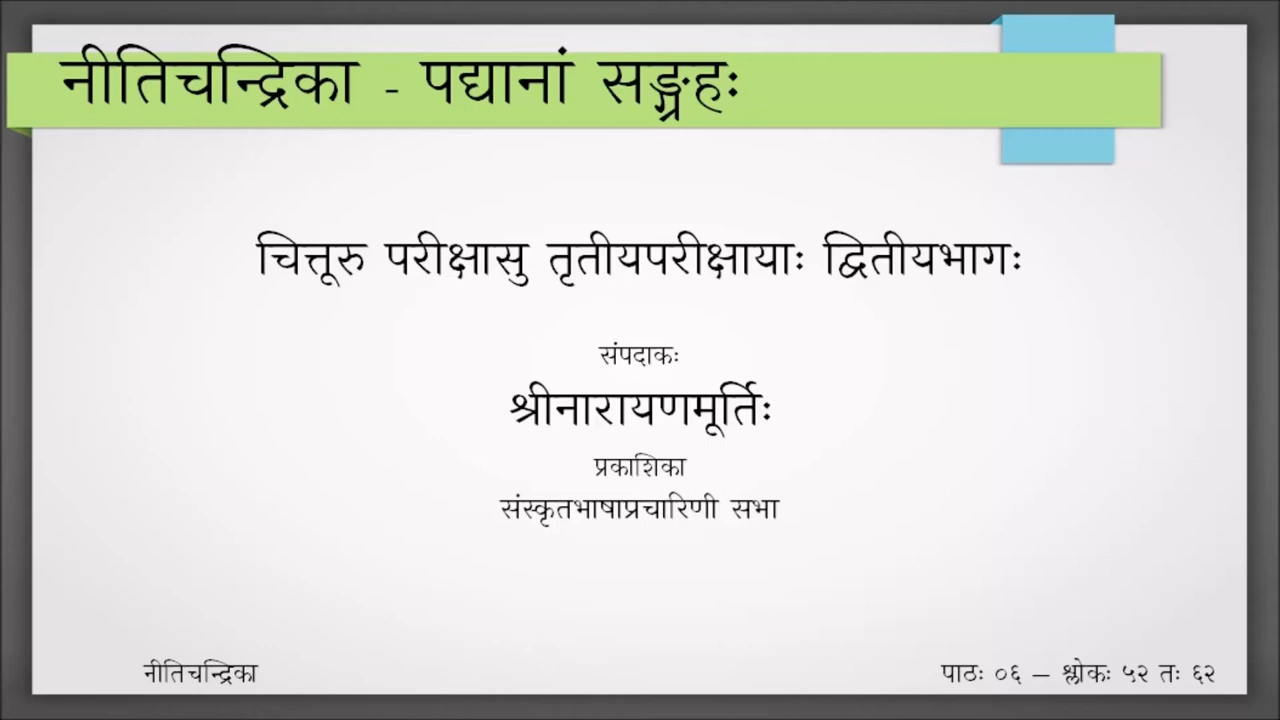 नीतिचन्द्रिका - पद्यानां सङ्ग्रहः
चित्तूरु परीक्षासु तृतीयपरीक्षायाः द्वितीयभागः
संपदाकः
श्रीनारायणमूर्तिः
प्रकाशिका
संस्कृतभाषाप्रचारिणी सभा
नीतिचन्द्रिका
पाठः ०६ – श्लोकः ५२ तः ६२